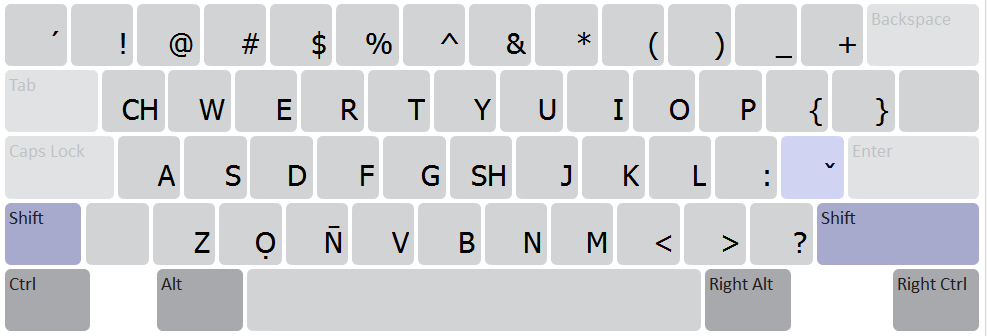 ´ ! @ # $ % ^ & * ( ) _ + Backspace
Tab CH W E R T Y U I O P { }
Caps Lock A S D F G SH J K L : ˇ Enter
Shift Z Ọ Ñ̄ V B N M < > ? Shift
Ctrl Alt Right Alt Right Ctrl